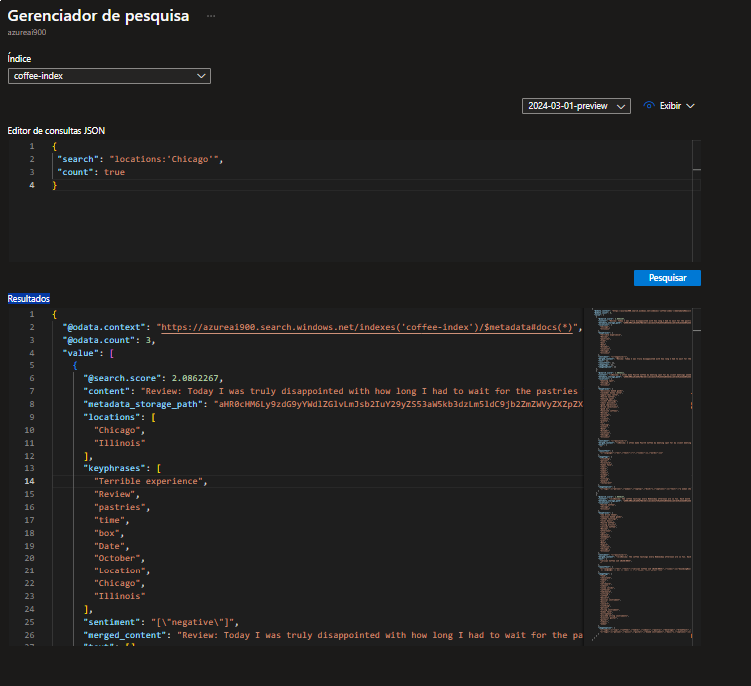 Gerenciador de pesquisa ...
azureai900
Índice
coffee-index
2024-03-01-preview
Exibir
Editor de consultas JSON
1 {
2 "search": "locations:'Chicago'",
3 "count": true
4 }
Pesquisar
Resultados
1 {
2 "@odata.context": "https://azureai900.search.windows.net/indexes('coffee-index')/$metadata#docs(*)",
3 "@odata.count": 3,
4 "value": [
5 {
6 "@search.score": 2.0862267,
7 "content": "Review: Today I was truly disappointed with how long I had to wait for the pastries
8 "metadata_storage_path":
9 "locations": [
10 "Chicago",
11 "Illinois"
12 ],
13 "keyphrases": [
14 "Terrible experience",
15 "Review",
16 "pastries",
17 "time",
18 "box",
19 "Date",
20 "October",
21 "Location",
22 "Chicago",
23 "Illinois"
24 ],
25 "sentiment": "[\"negative\"]",
26 "merged_content": "Review: Today I was truly disappointed with how long I had to wait for the pa